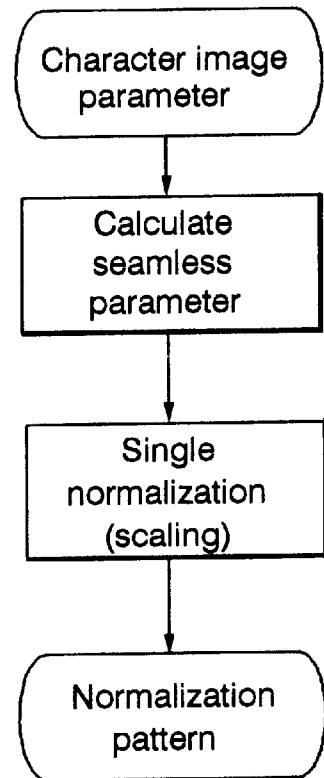 Character image
parameter
Calculate
seamless
parameter
Single
normalization
(scaling)
Normalization
pattern